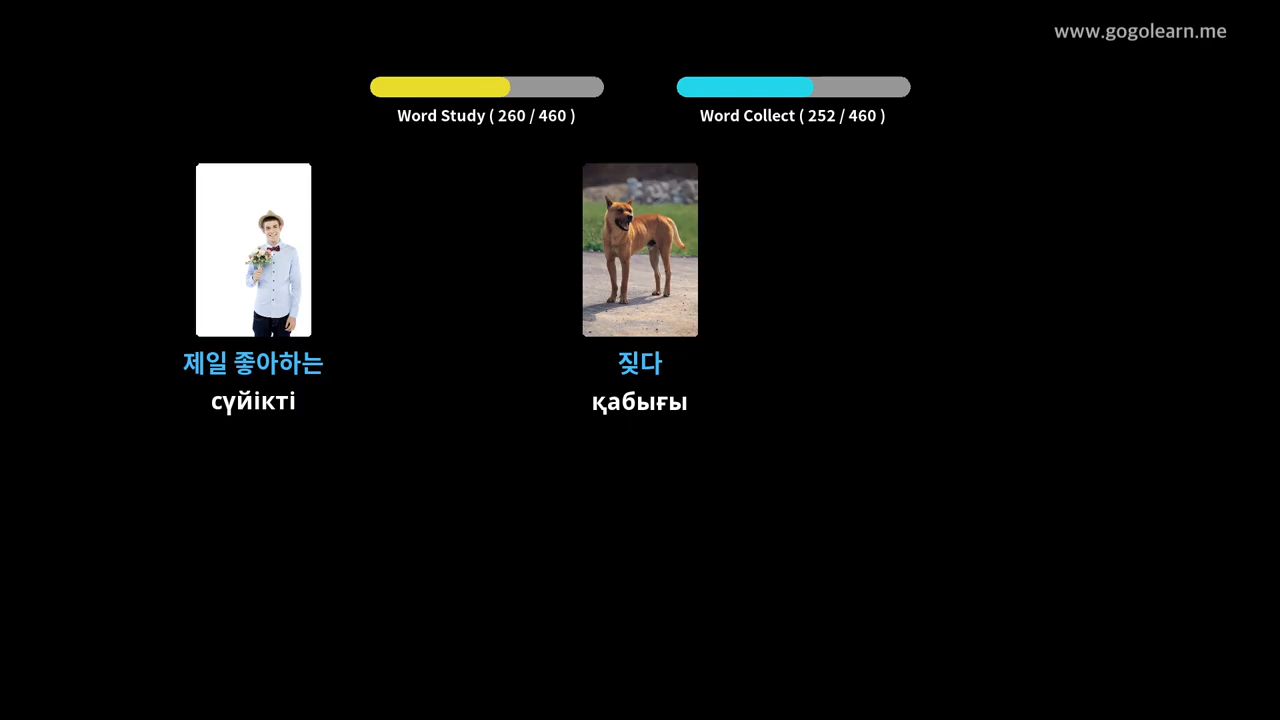 www.gogolearn.me
Word Study ( 260 / 460 )
Word Collect ( 252 / 460 )
제일 좋아하는
짖다
сүйікті
қабығы